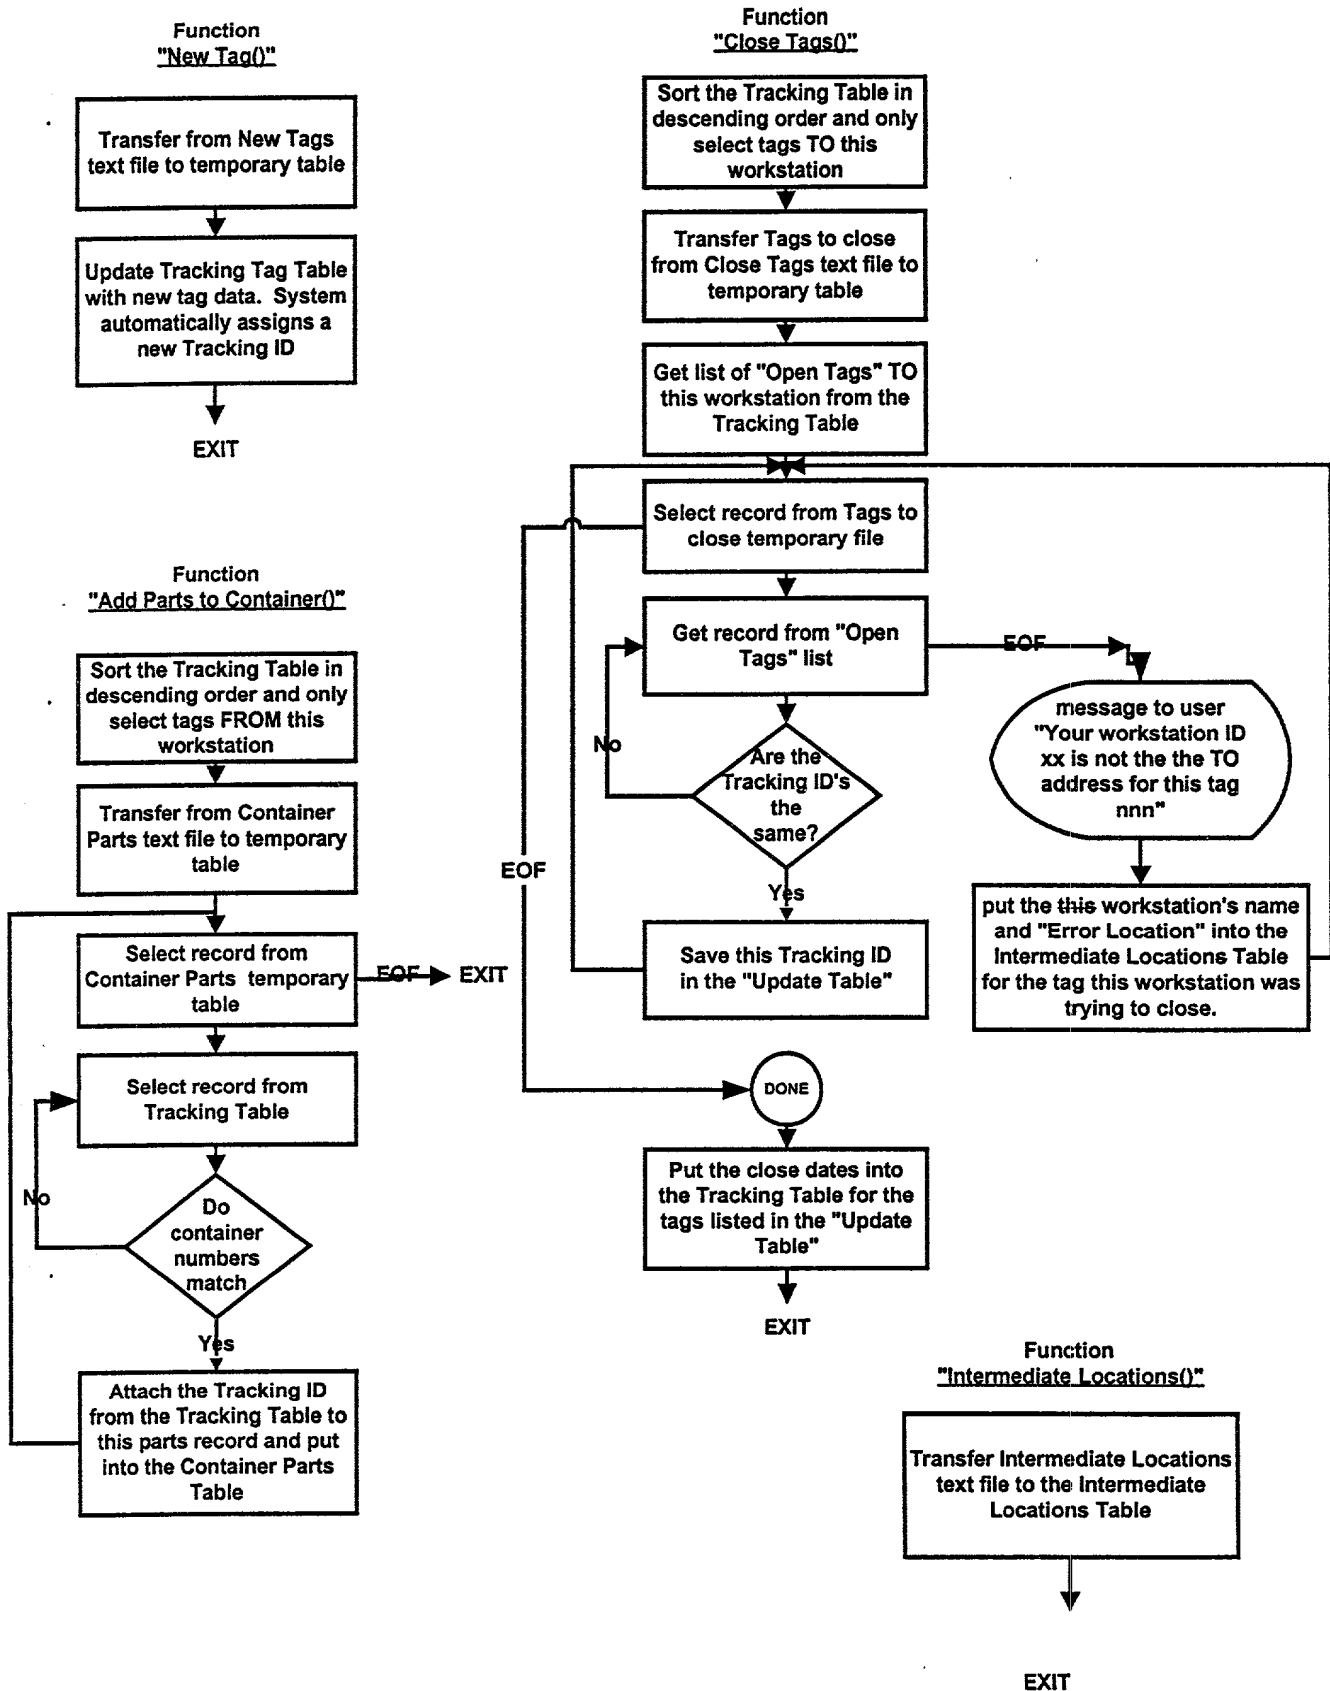 Function
"New Tag()"
Transfer from New Tags
text file to temporary table
Update Tracking Tag Table
with new tag data. System
automatically assigns a
new Tracking ID
EXIT
Function
"Add Parts to Container()"
Sort the Tracking Table in
descending order and only
select tags FROM this
workstation
Transfer from Container
Parts text file to temporary
table
Select record from
Container Parts temporary
table
EOF
EXIT
Select record from
Tracking Table
No
Do
container
numbers
match
Yes
Attach the Tracking ID
from the Tracking Table to
this parts record and put
into the Container Parts
Table
Function
"Close Tags()"
Sort the Tracking Table in
descending order and only
select tags TO this
workstation
Transfer Tags to close
from Close Tags text file to
temporary table
Get list of "Open Tags" TO
this workstation from the
Tracking Table
Select record from Tags to
close temporary file
Get record from "Open
Tags" list
EOF
No
Are the
Tracking ID's
the
same?
Yes
Save this Tracking ID
in the "Update Table"
message to user
"Your workstation ID
xx is not the the TO
address for this tag
nnn"
put the this workstation's name
and "Error Location" into the
Intermediate Locations Table
for the tag this workstation was
trying to close.
EOF
DONE
Put the close dates into
the Tracking Table for the
tags listed in the "Update
Table"
EXIT
Function
"Intermediate Locations()"
Transfer Intermediate Locations
text file to the Intermediate
Locations Table
EXIT